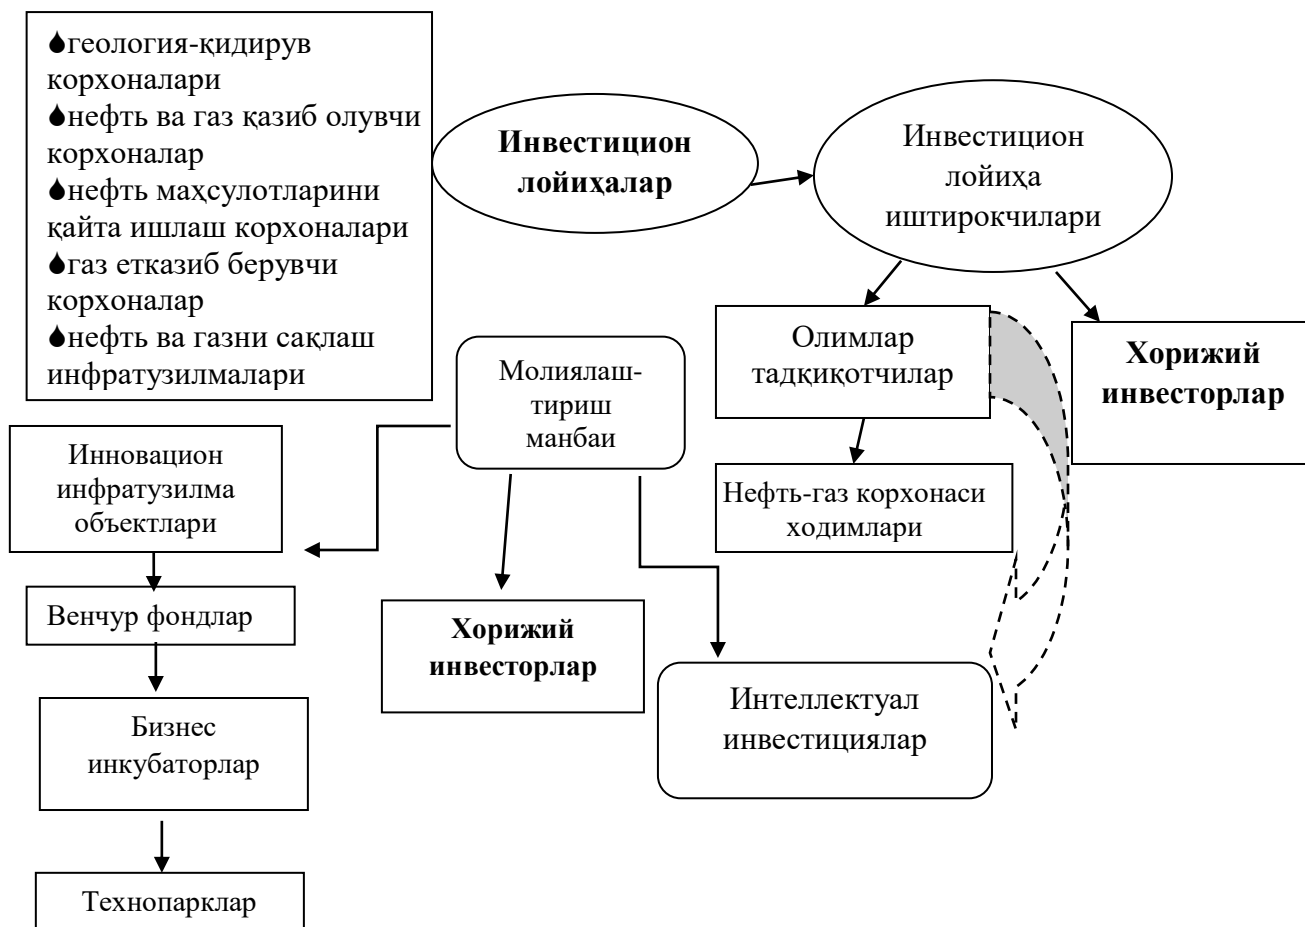 геология-қидирув
корхоналари
нефть ва газ қазиб олувчи
корхоналар
нефть маҳсулотларини
қайта ишлаш корхоналари
газ етказиб берувчи
корхоналар
нефть ва газни сақлаш
инфратузилмалари
Инвестицион
лойиҳалар
Инвестицион
лойиҳа
иштирокчилари
Олимлар
тадқиқотчилар
Хорижий
инвесторлар
Молиялаш-
тириш
манбаи
Нефть-газ корхонаси
ходимлари
Инновацион
инфратузилма
объектлари
Венчур фондлар
Хорижий
инвесторлар
Интеллектуал
инвестициялар
Бизнес
инкубаторлар
Технопарклар